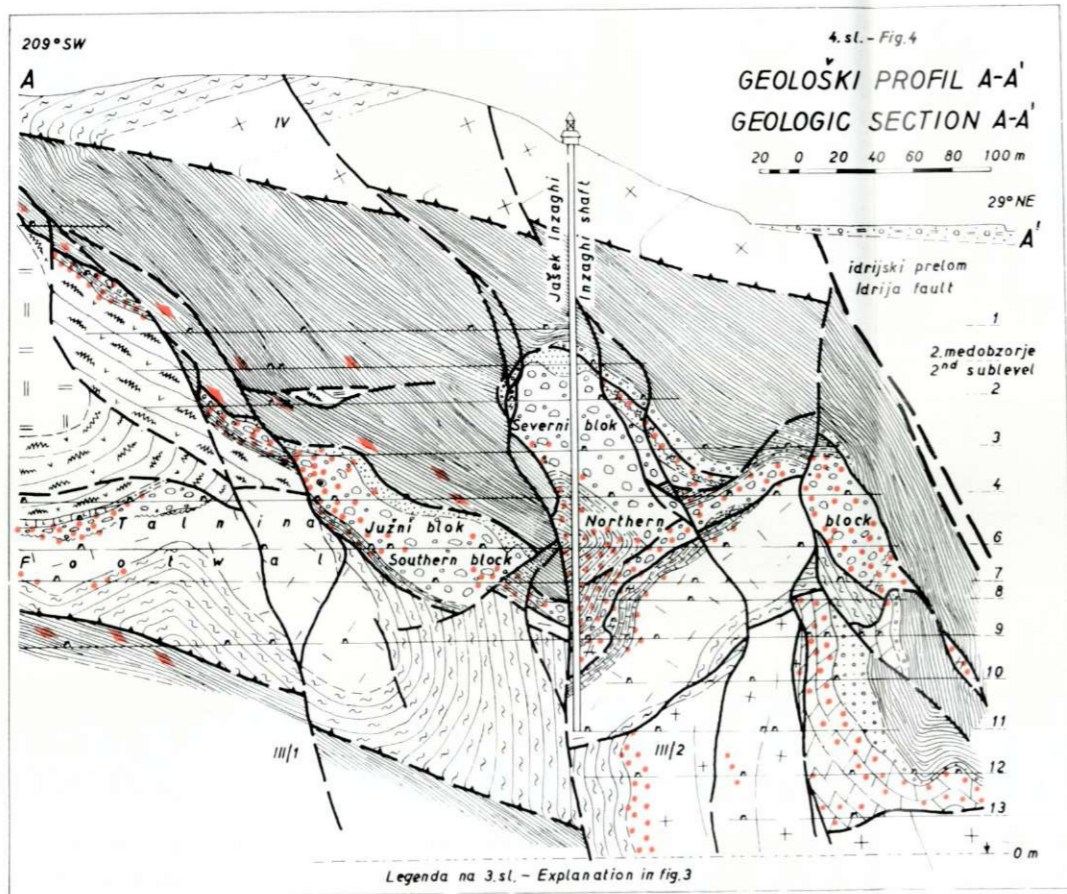 209° SW
A
4. sl. - Fig. 4
GEOLOŠKI PROFIL A-A'
GEOLOGIC SECTION A-A'
20 0 20 40 60 80 100 m
29° NE
A'
IV
Jašek Inzaghi
Inzaghi shaft
idrijski prelom
Idrija fault
1
2. medobzorje
2nd sublevel
2
Severni blok
3
4
Talnina
Južni blok
Northern block
Footwal
Southern block
6
7
8
9
10
11
III/1
III/2
12
13
0 m
Legenda na 3. sl. - Explanation in fig. 3